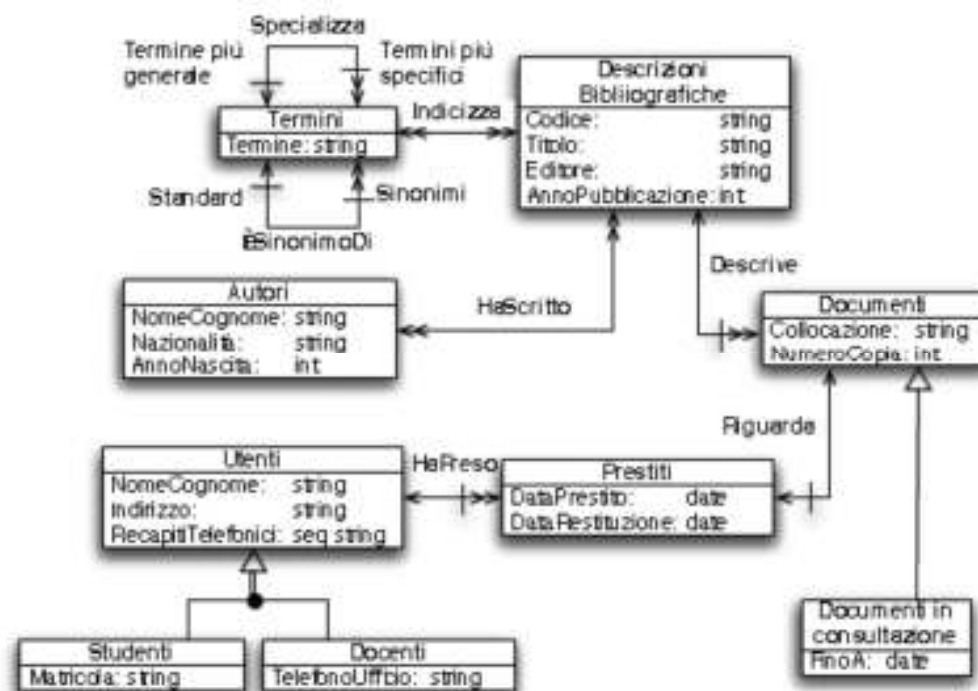 Specializza
Termine più
generale
Termini più
specifici
Termini
Termine: string
Indicizza
Descrizioni
Bibliiografiche
Codice: string
Titolo: string
Editore: string
AnnoPubblicazione: int
Standard
Sinonimi
ÈSinonimoDi
Descrive
Autori
NomeCognome: string
Nazionalità: string
AnnoNascita: int
HaScritto
Documenti
Collocazione: string
NumeroCopia: int
Riguarda
Utenti
NomeCognome: string
Indirizzo: string
RecapitiTelefonici: seq string
HaPreso
Prestiti
DataPrestito: date
DataRestituzione: date
Studenti
Matricola: string
Docenti
TelefonoUfficio: string
Documenti in
consultazione
FinoA: date